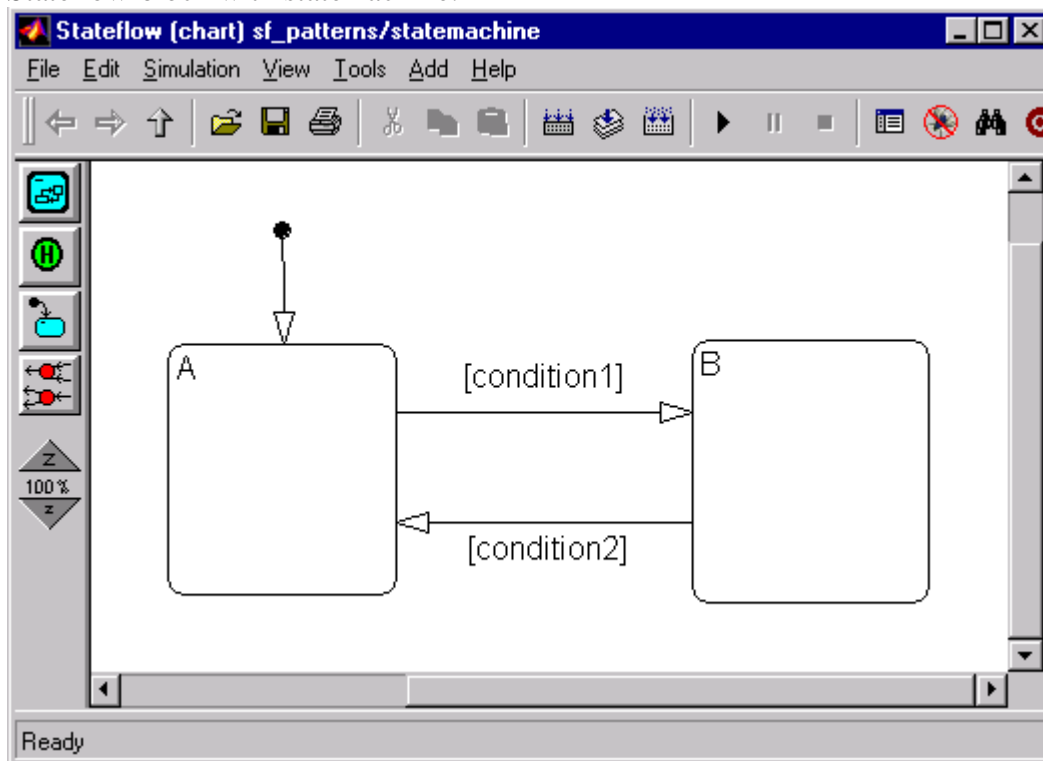 Stateflow (chart) sf_patterns/statemachine
File Edit Simulation View Tools Add Help
H
A
[condition1]
B
Z
100 %
z
[condition2]
Ready